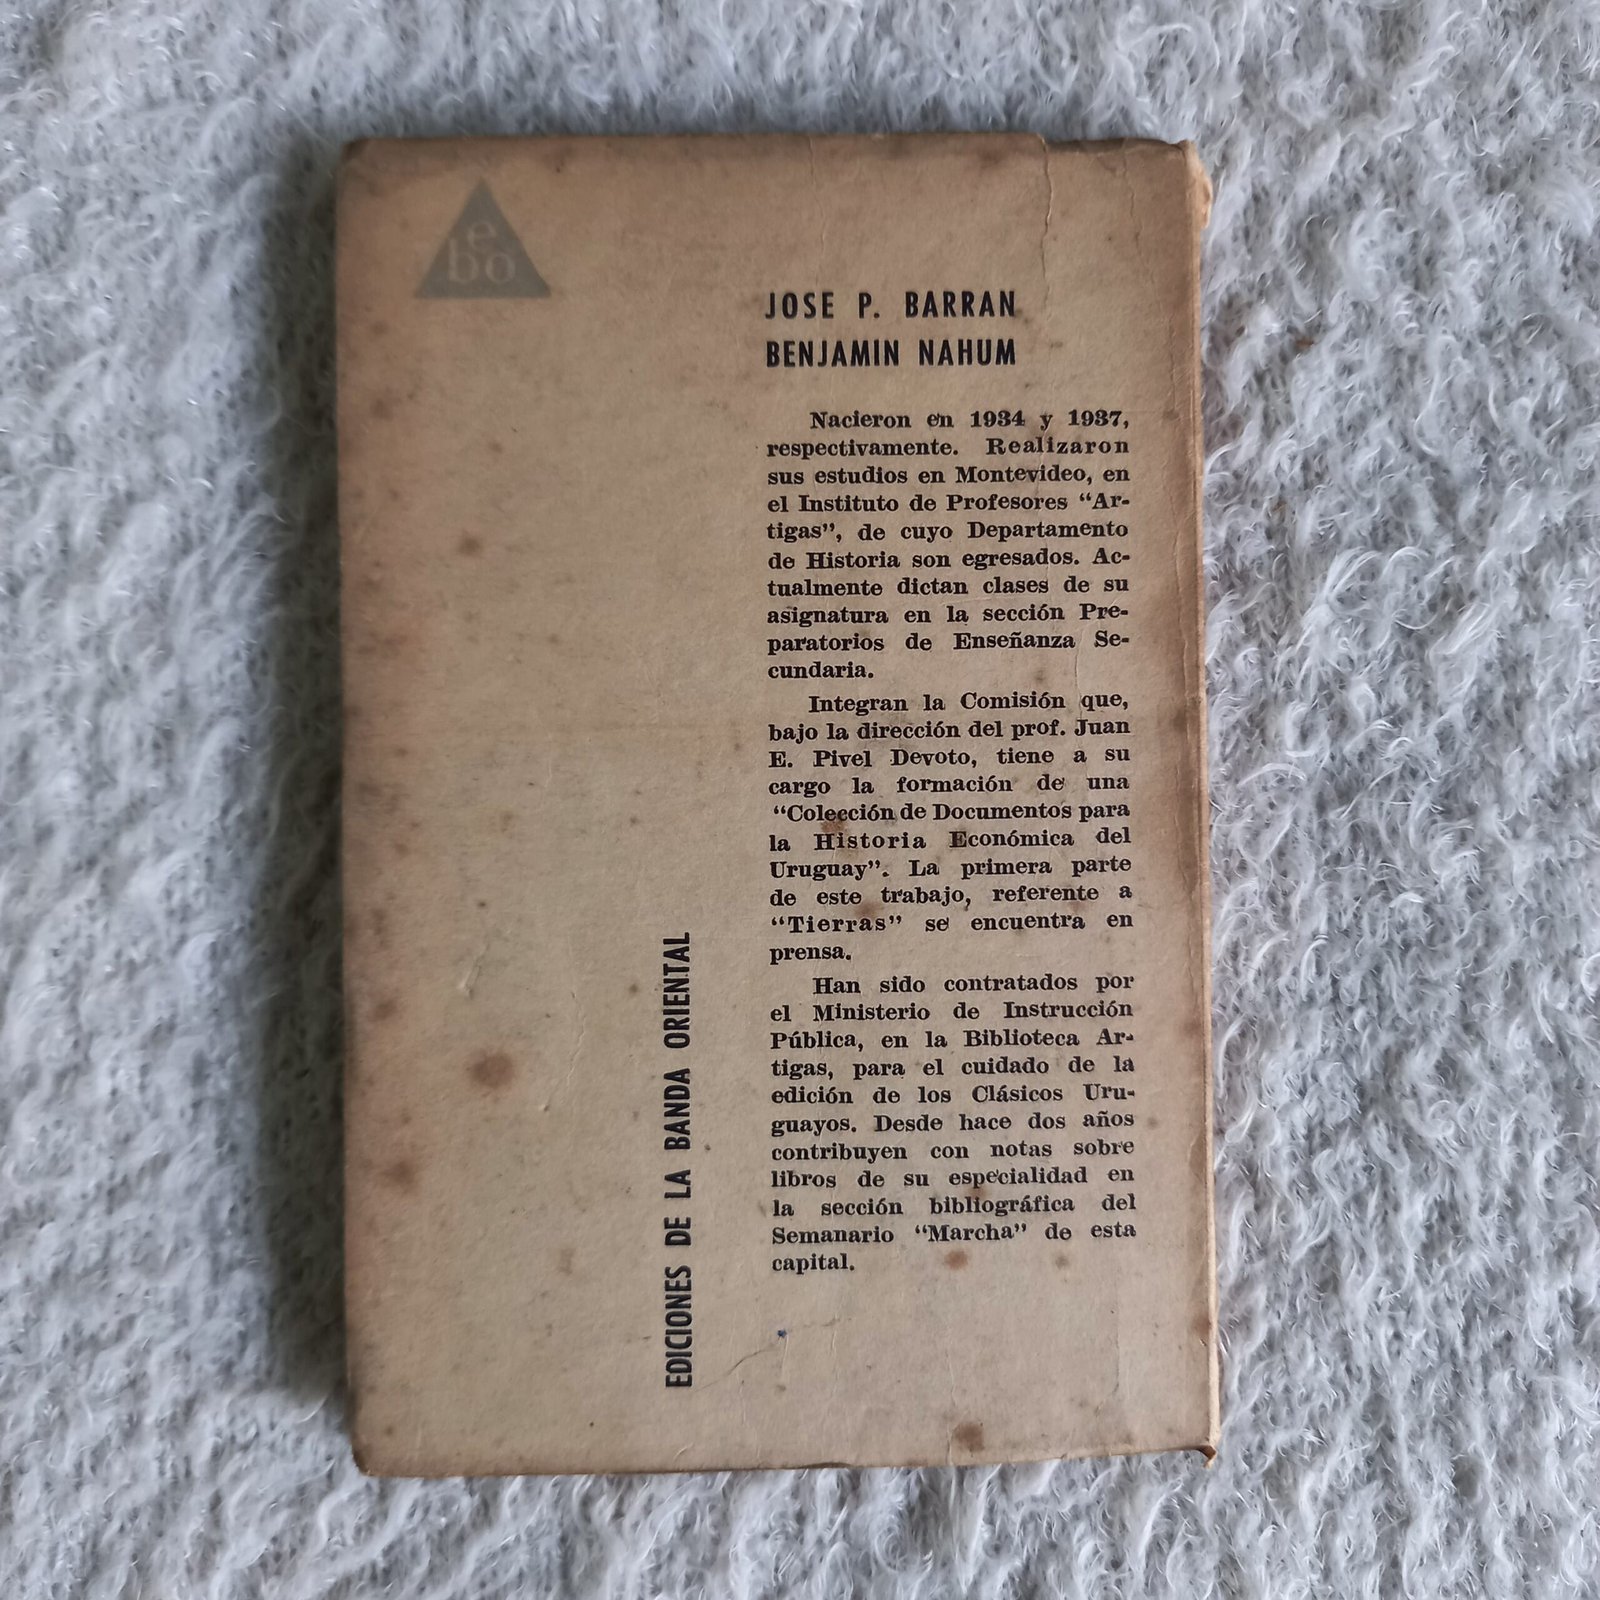 e
bo
JOSE P. BARRAN
BENJAMIN NAHUM
Nacieron en 1934 y 1937,
respectivamente. Realizaron
sus estudios en Montevideo, en
el Instituto de Profesores “Ar-
tigas”, de cuyo Departamento
de Historia son egresados. Ac-
tualmente dictan clases de su
asignatura en la sección Pre-
paratorios de Enseñanza Se-
cundaria.
Integran la Comisión que,
bajo la dirección del prof. Juan
E. Pivel Devoto, tiene a su
cargo la formación de una
“Colección de Documentos para
la Historia Económica del
Uruguay”. La primera parte
de este trabajo, referente a
“Tierras” se encuentra en
prensa.
Han sido contratados por
el Ministerio de Instrucción
Pública, en la Biblioteca Ar-
tigas, para el cuidado de la
edición de los Clásicos Uru-
guayos. Desde hace dos años
contribuyen con notas sobre
libros de su especialidad en
la sección bibliográfica del
Semanario “Marcha” de esta
capital.
EDICIONES DE LA BANDA ORIENTAL